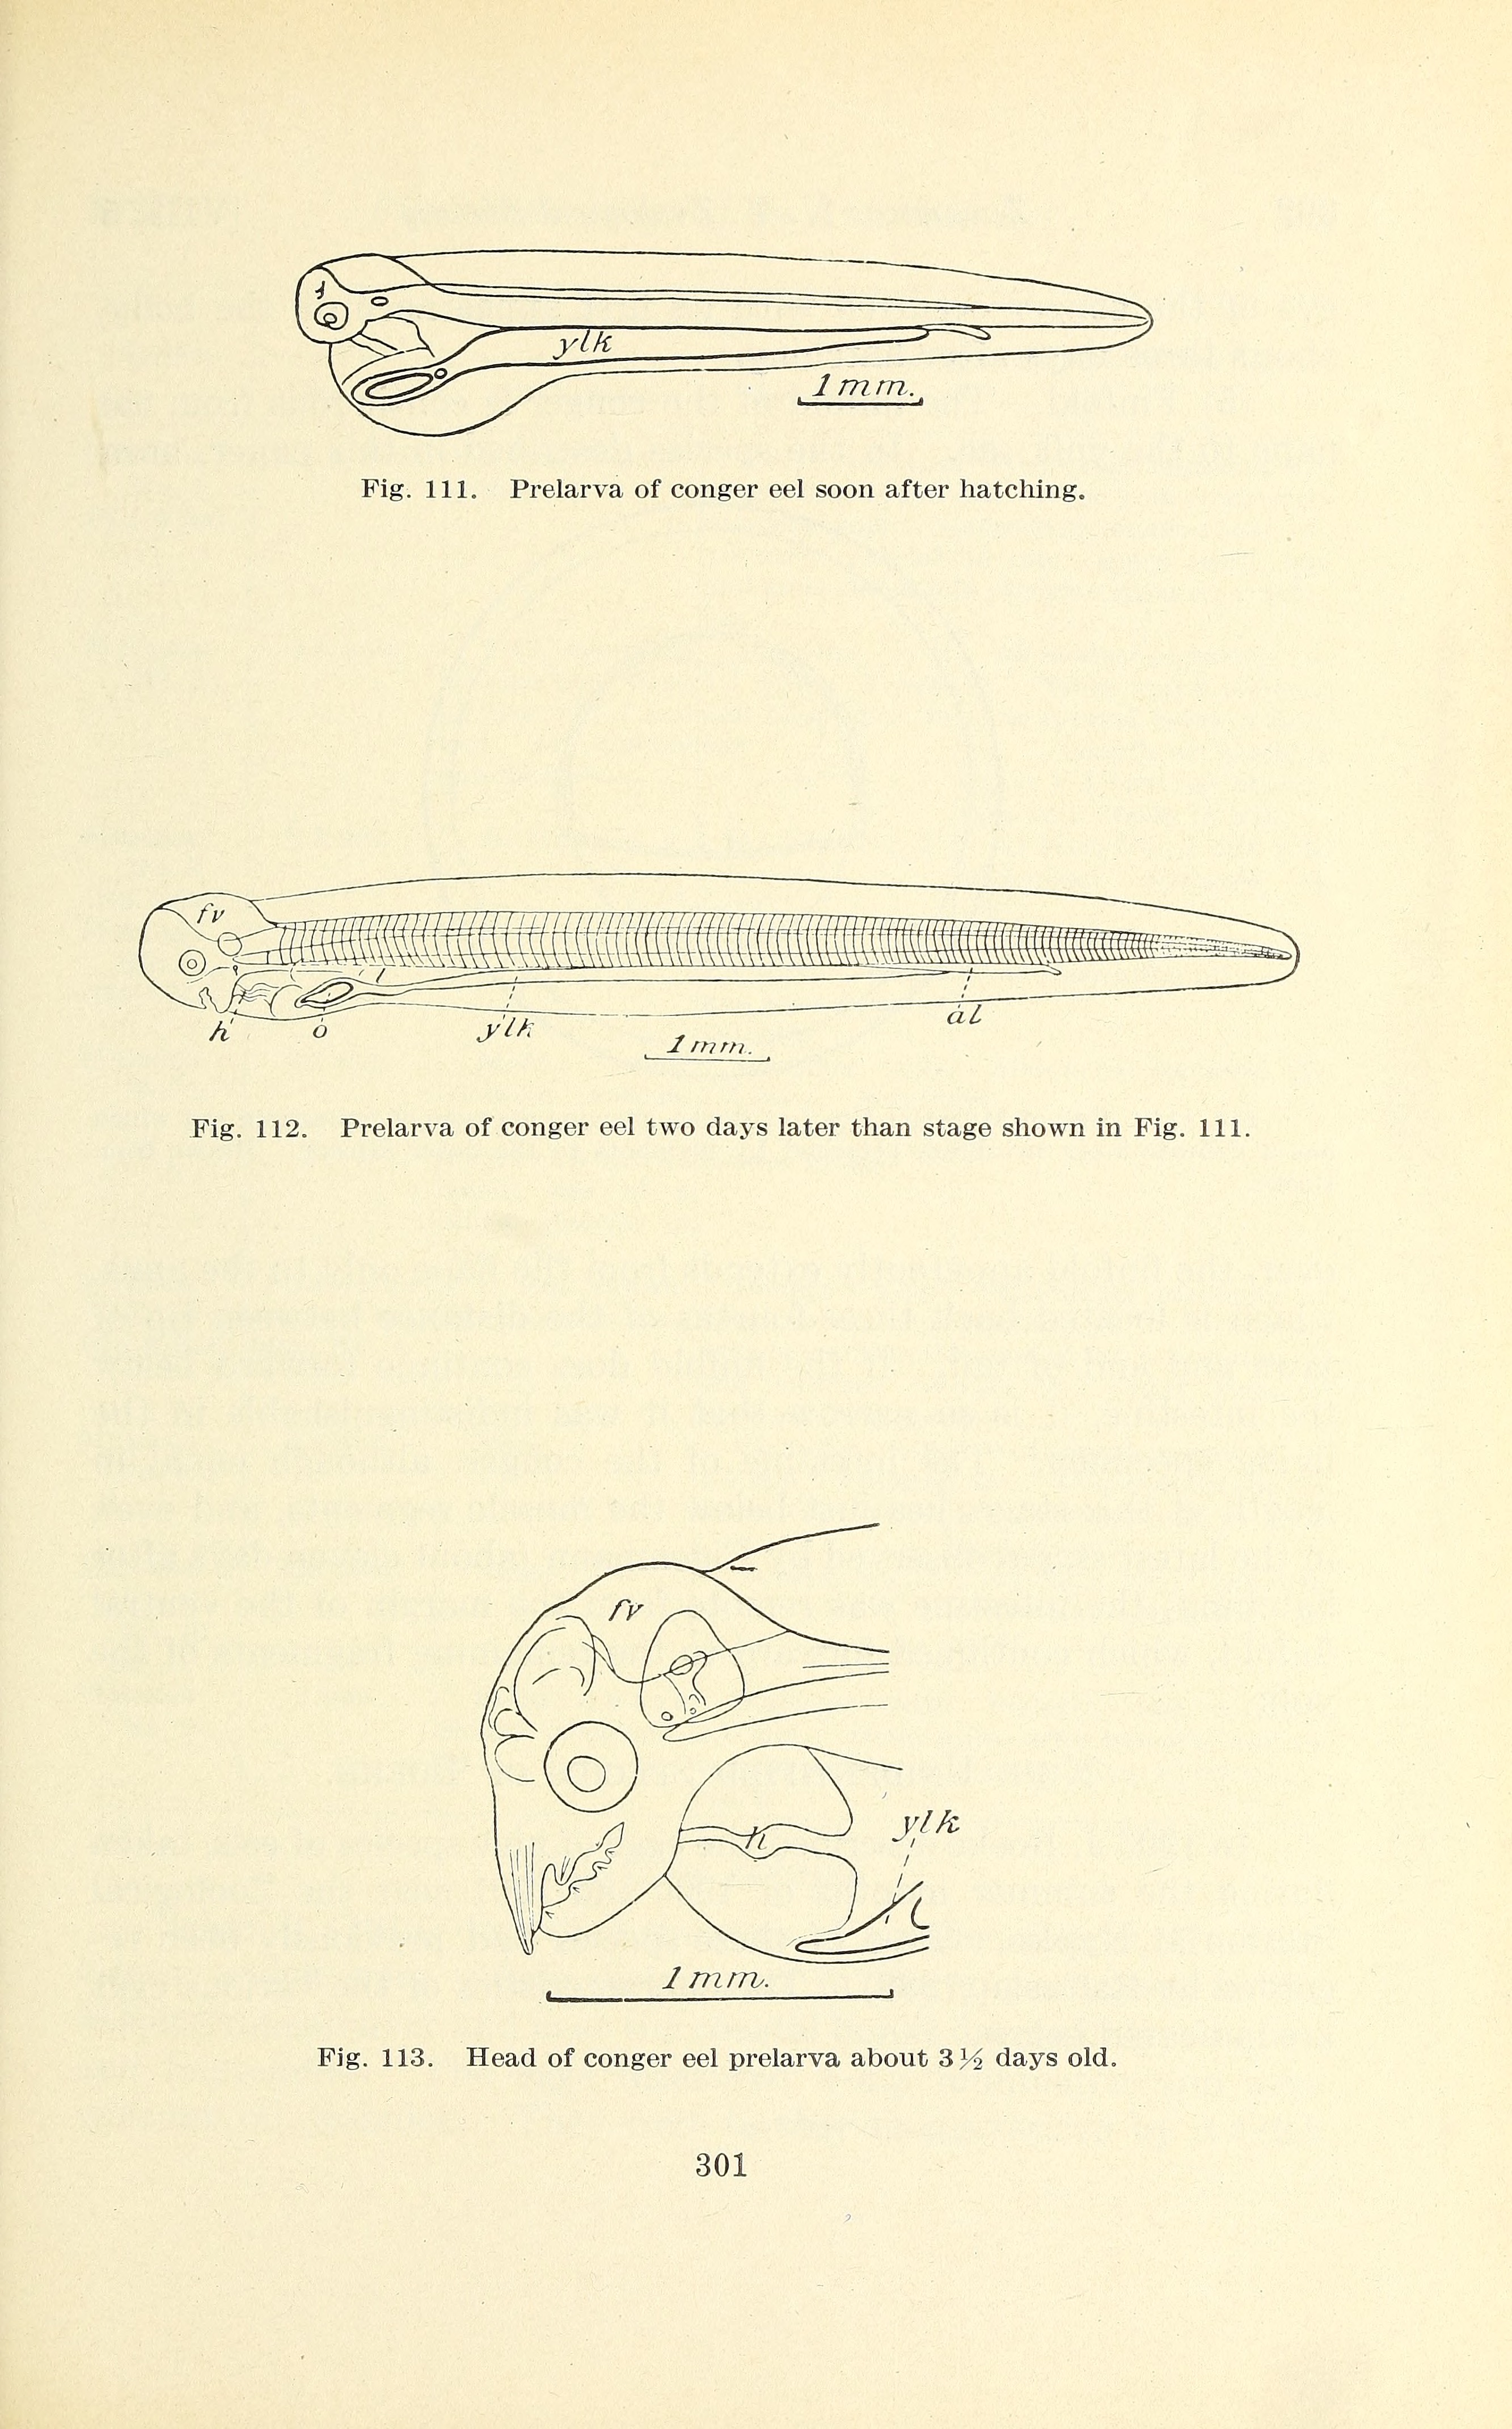 ylk
1 mm.
Fig. 111. Prelarva of conger eel soon after hatching.
fv
h o ylk al
1 mm.
Fig. 112. Prelarva of conger eel two days later than stage shown in Fig. 111.
fv
h
ylk
1 mm.
Fig. 113. Head of conger eel prelarva about 3½ days old.
301